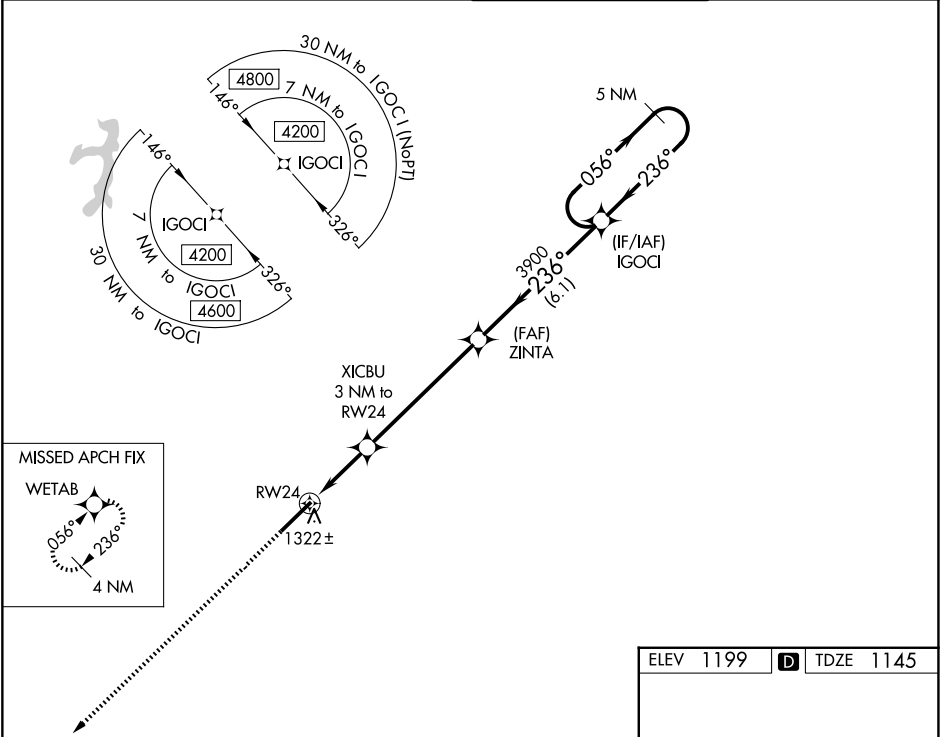 30 NM to IGOCI (NoPT)
4800
146°
7 NM to IGOCI
4200
IGOCI
326°
146°
IGOCI
4200
7 NM to IGOCI
326°
4600
30 NM to IGOCI
5 NM
056°
236°
(IF/IAF)
IGOCI
3900
236°
(6.1)
(FAF)
ZINTA
XICBU
3 NM to
RW24
RW24
1322±
MISSED APCH FIX
WETAB
056°
236°
4 NM
ELEV 1199 D TDZE 1145